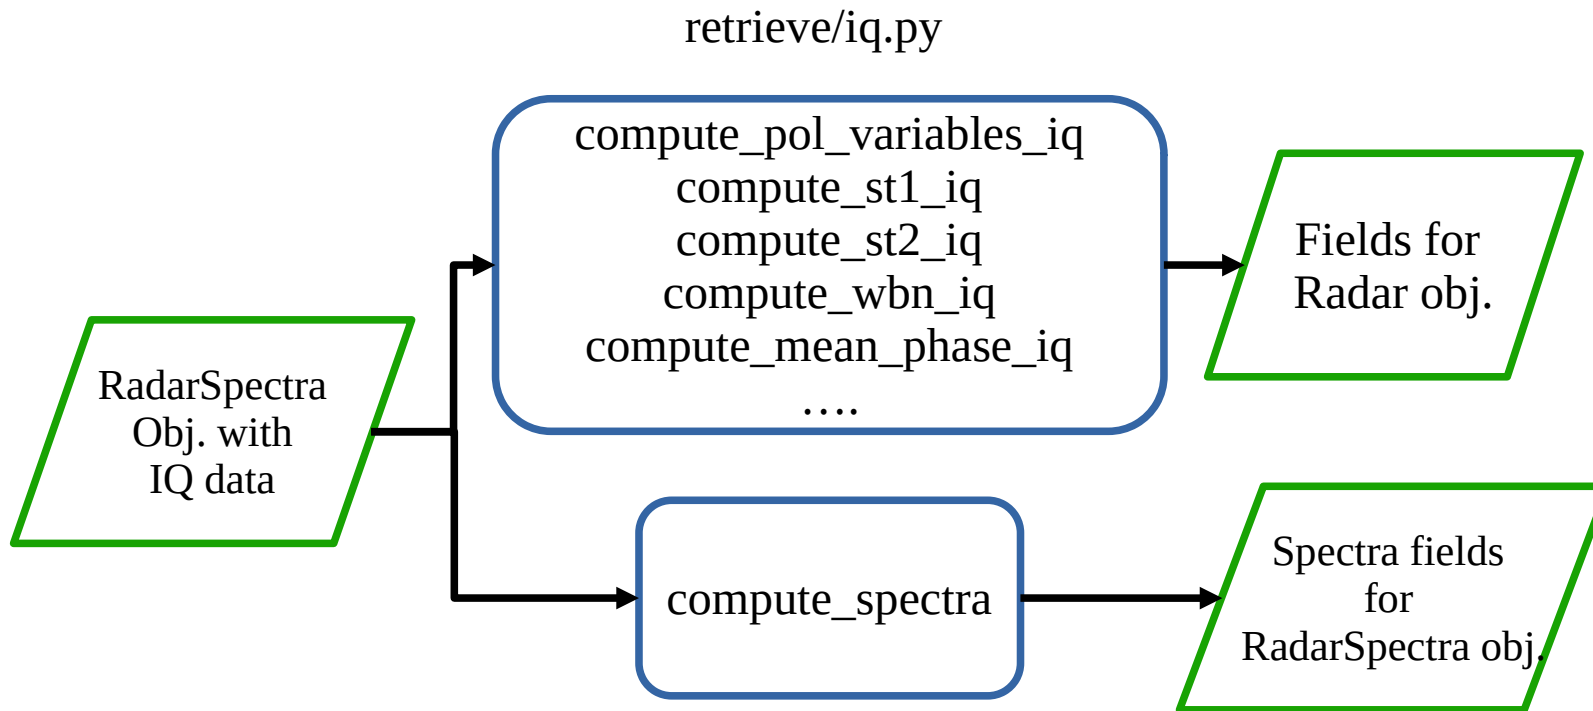 retrieve/iq.py
compute_pol_variables_iq
compute_st1_iq
compute_st2_iq
compute_wbn_iq
compute_mean_phase_iq
….
Fields for
Radar obj.
RadarSpectra
Obj. with
IQ data
compute_spectra
Spectra fields
for
RadarSpectra obj.